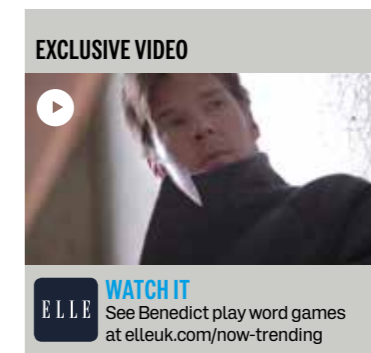 EXCLUSIVE VIDEO
ELLE
WATCH IT
See Benedict play word games
at elleuk.com/now-trending